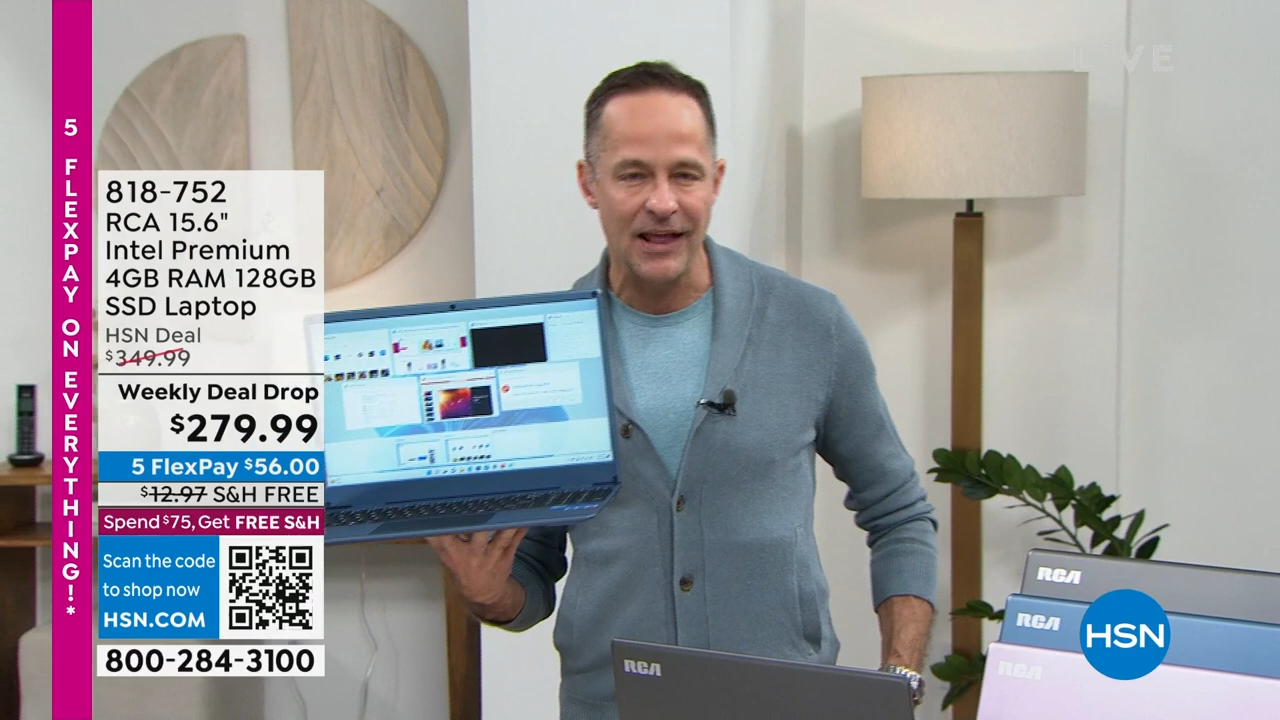 5 FLEXPAY ON EVERYTHING!*
818-752
RCA 15.6"
Intel Premium
4GB RAM 128GB
SSD Laptop
HSN Deal
$349.99
Weekly Deal Drop
$279.99
5 FlexPay $56.00
$12.97 S&H FREE
Spend $75, Get FREE S&H
Scan the code
to shop now
HSN.COM
800-284-3100
LIVE
RCA
RCA
RCA
RCA
HSN